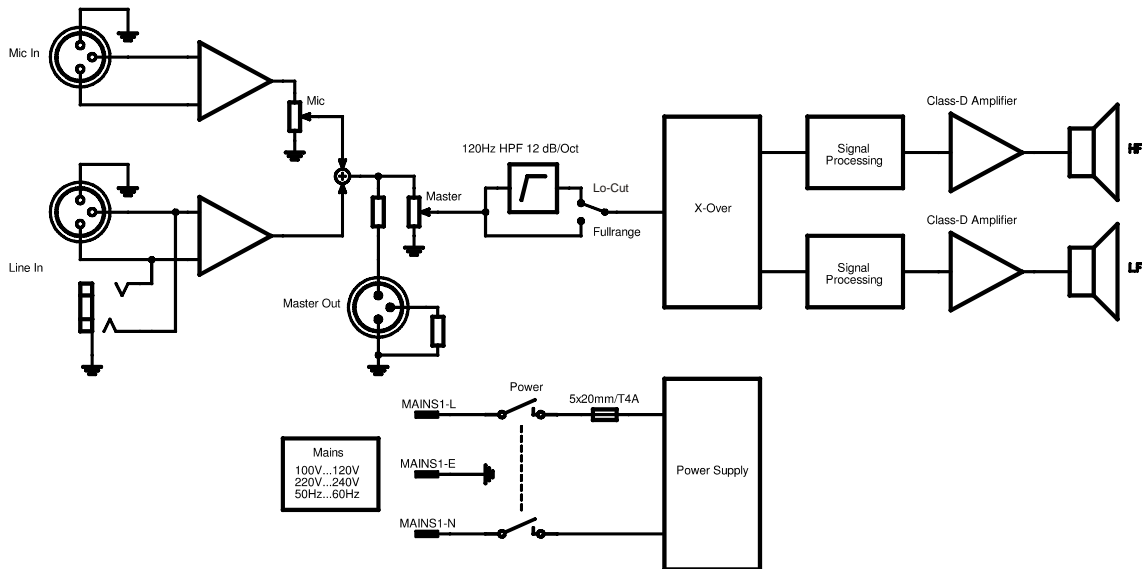 Mic In
Mic
Class-D Amplifier
120Hz HPF 12 dB/Oct
Signal
Processing
HF
Lo-Cut
Master
X-Over
Fullrange
Class-D Amplifier
Line In
Signal
Processing
LF
Master Out
Power
MAINS1-L
5x20mm/T4A
Mains
100V...120V
220V...240V
50Hz...60Hz
MAINS1-E
Power Supply
MAINS1-N